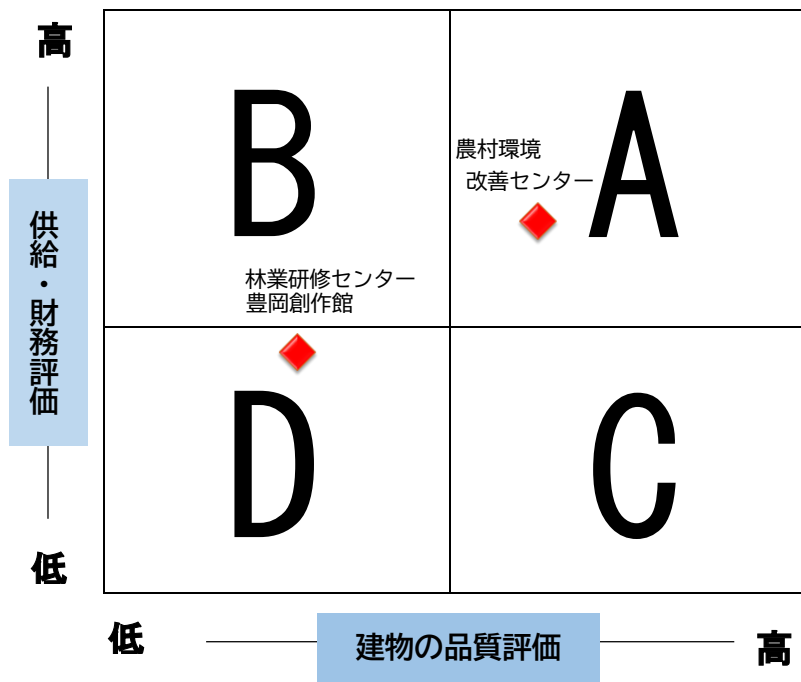 高
B
A
農村環境
改善センター
供給・財務評価
林業研修センター
豊岡創作館
D
C
低
低
建物の品質評価
高